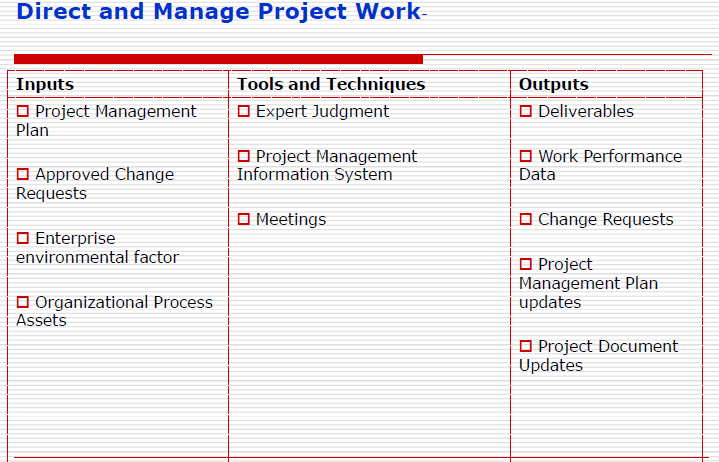 Direct and Manage Project Work-
Inputs
Project Management
Plan
Approved Change
Requests
Enterprise
environmental factor
Organizational Process
Assets
Tools and Techniques
Expert Judgment
Project Management
Information System
Meetings
Outputs
Deliverables
Work Performance
Data
Change Requests
Project
Management Plan
updates
Project Document
Updates